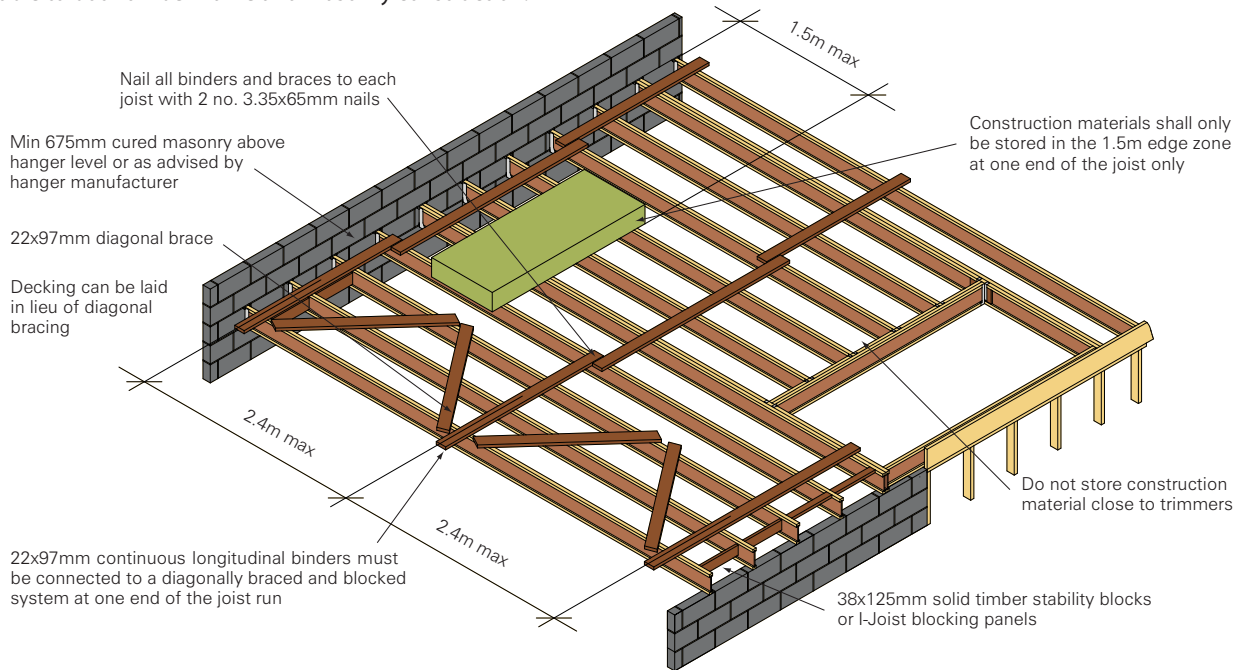 1.5m max
Nail all binders and braces to each
joist with 2 no. 3.35x65mm nails
Min 675mm cured masonry above
hanger level or as advised by
hanger manufacturer
Construction materials shall only
be stored in the 1.5m edge zone
at one end of the joist only
22x97mm diagonal brace
Decking can be laid
in lieu of diagonal
bracing
2.4m max
2.4m max
Do not store construction
material close to trimmers
22x97mm continuous longitudinal binders must
be connected to a diagonally braced and blocked
system at one end of the joist run
38x125mm solid timber stability blocks
or I-Joist blocking panels